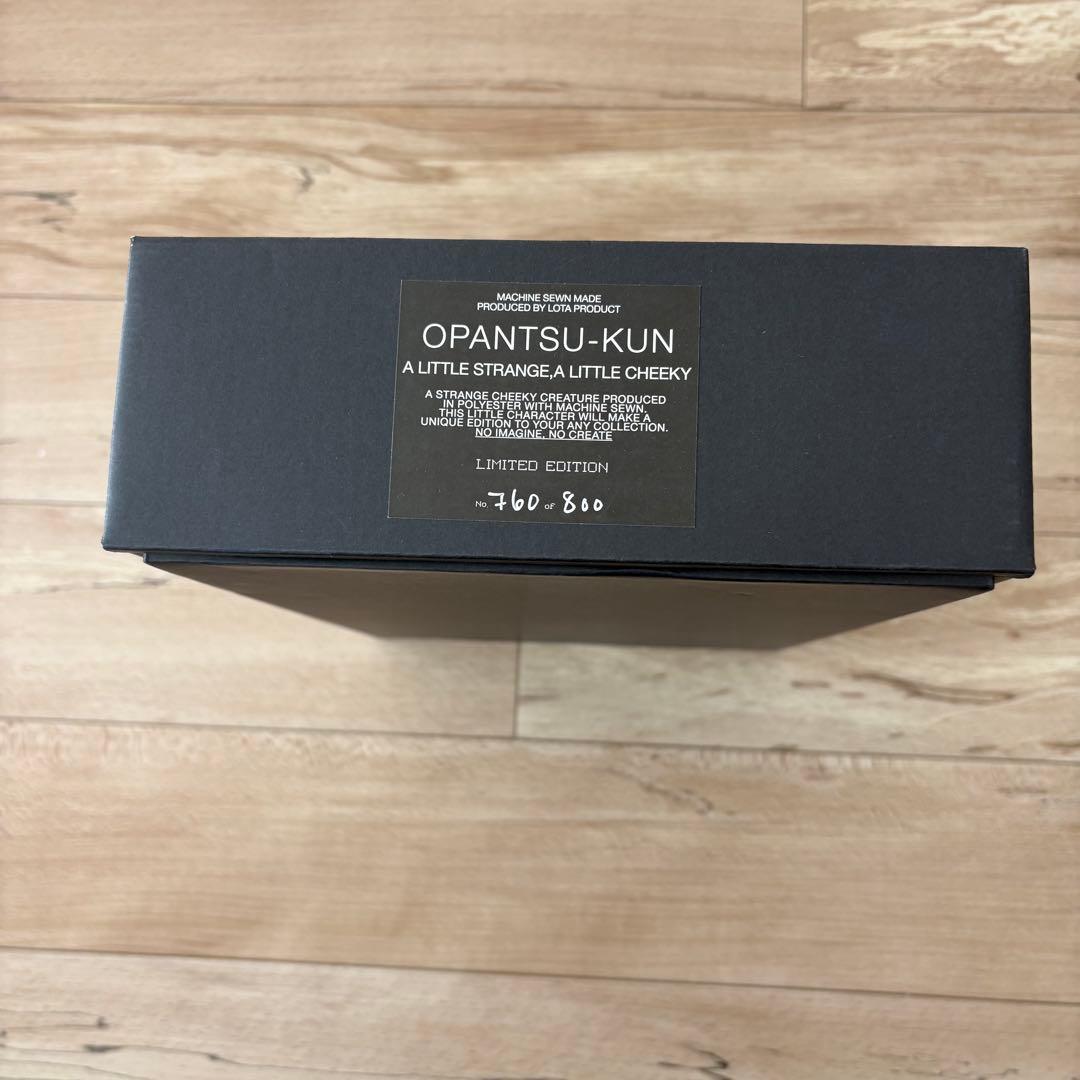 MACHINE SEWN MADE
PRODUCED BY LOTA PRODUCT
OPANTSU-KUN
A LITTLE STRANGE,A LITTLE CHEEKY
A STRANGE CHEEKY CREATURE PRODUCED
IN POLYESTER WITH MACHINE SEWN.
THIS LITTLE CHARACTER WILL MAKE A
UNIQUE EDITION TO YOUR ANY COLLECTION.
NO IMAGINE, NO CREATE
LIMITED EDITION
No. 760 of 800